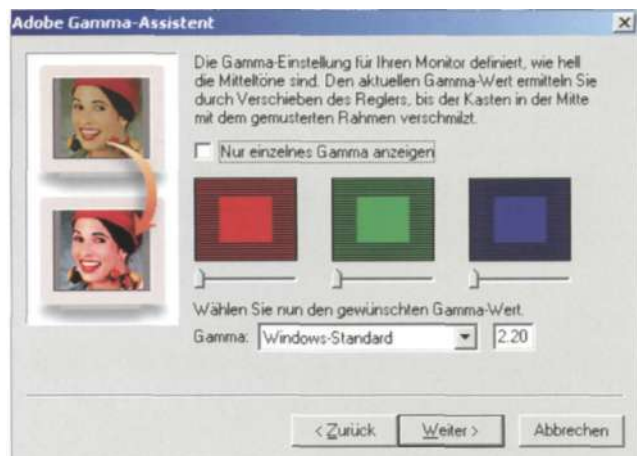 Adobe Gamma-Assistent
Die Gamma-Einstellung für Ihren Monitor definiert, wie hell
die Mitteltöne sind. Den aktuellen Gamma-Wert ermitteln Sie
durch Verschieben des Reglers, bis der Kasten in der Mitte
mit dem gemusterten Rahmen verschmilzt.
Nur einzelnes Gamma anzeigen
Wählen Sie nun den gewünschten Gamma-Wert.
Gamma: Windows-Standard 2.20
< Zurück Weiter > Abbrechen